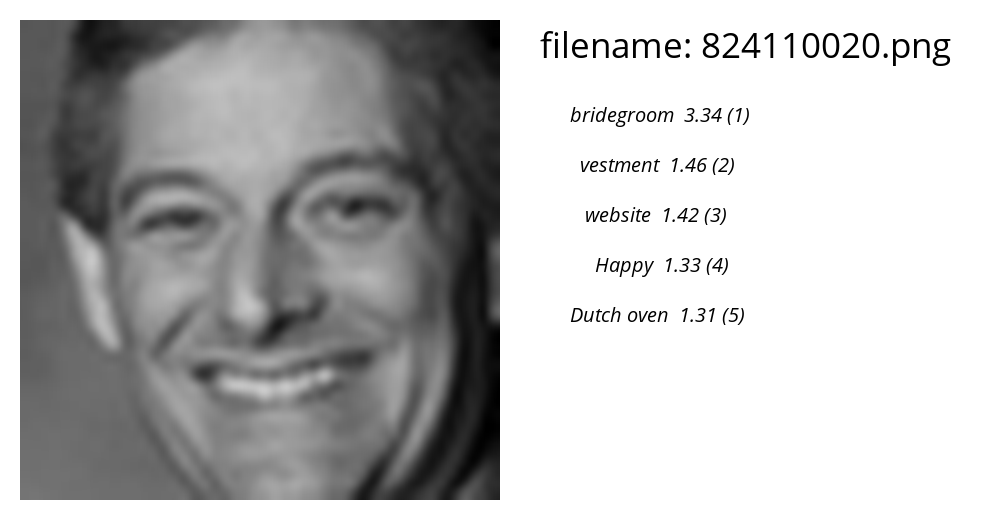 filename: 824110020.png
bridegroom 3.34 (1)
vestment 1.46 (2)
website 1.42 (3)
Happy 1.33 (4)
Dutch oven 1.31 (5)